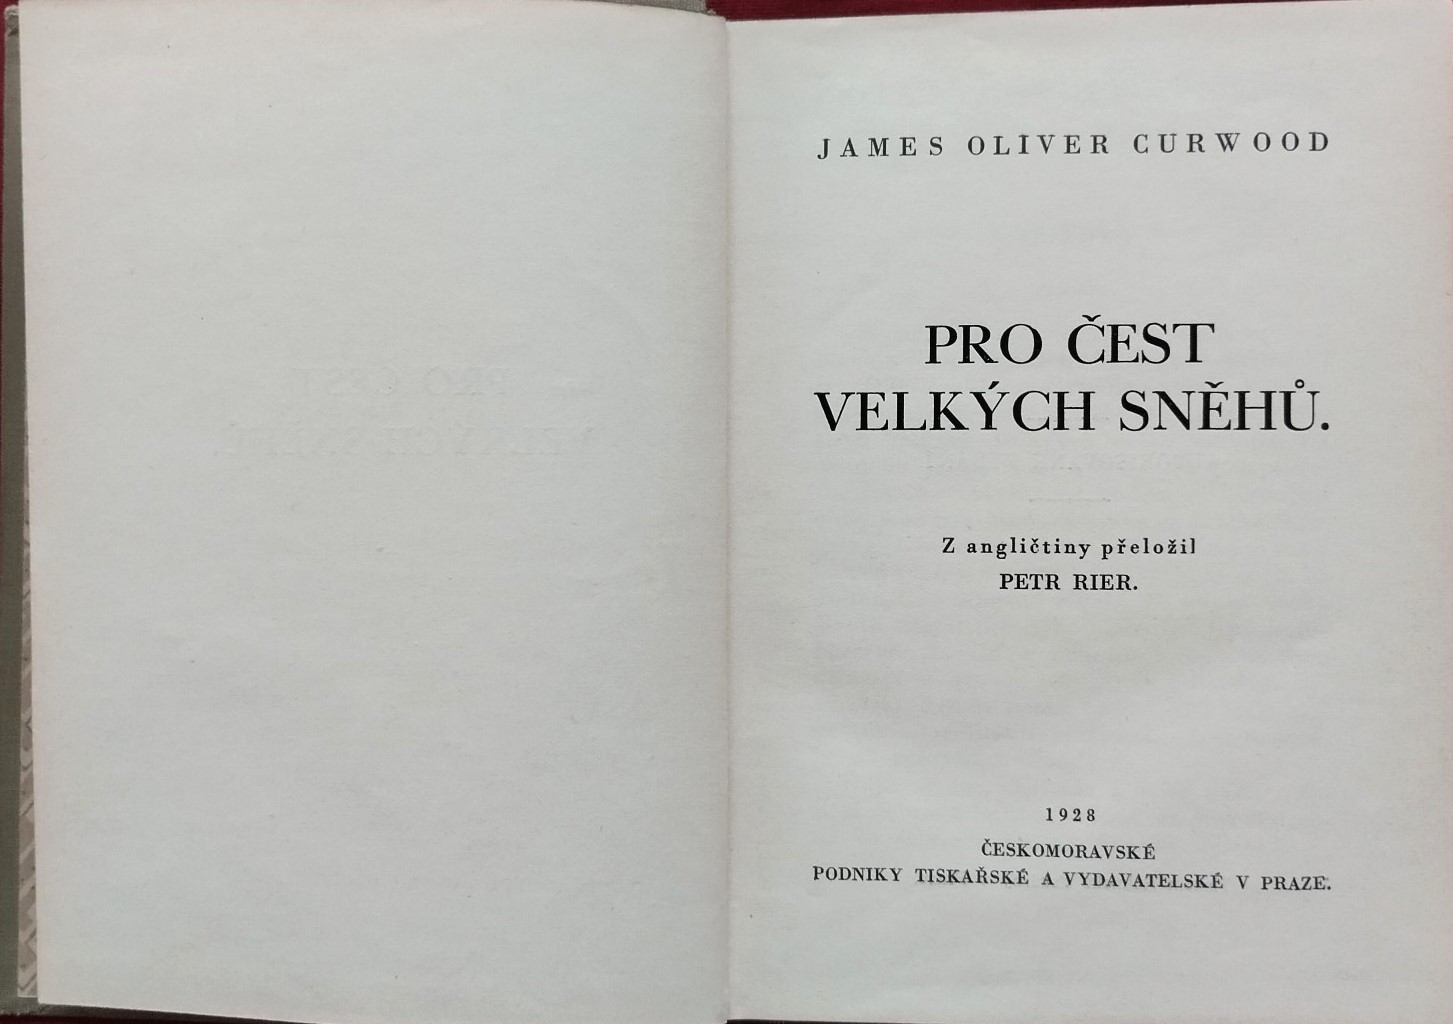 JAMES OLIVER CURWOOD
PRO ČEST
VELKÝCH SNĚHŮ.
Z angličtiny přeložil
PETR RIER.
1928
ČESKOMORAVSKÉ
PODNIKY TISKAŘSKÉ A VYDAVATELSKÉ V PRAZE.